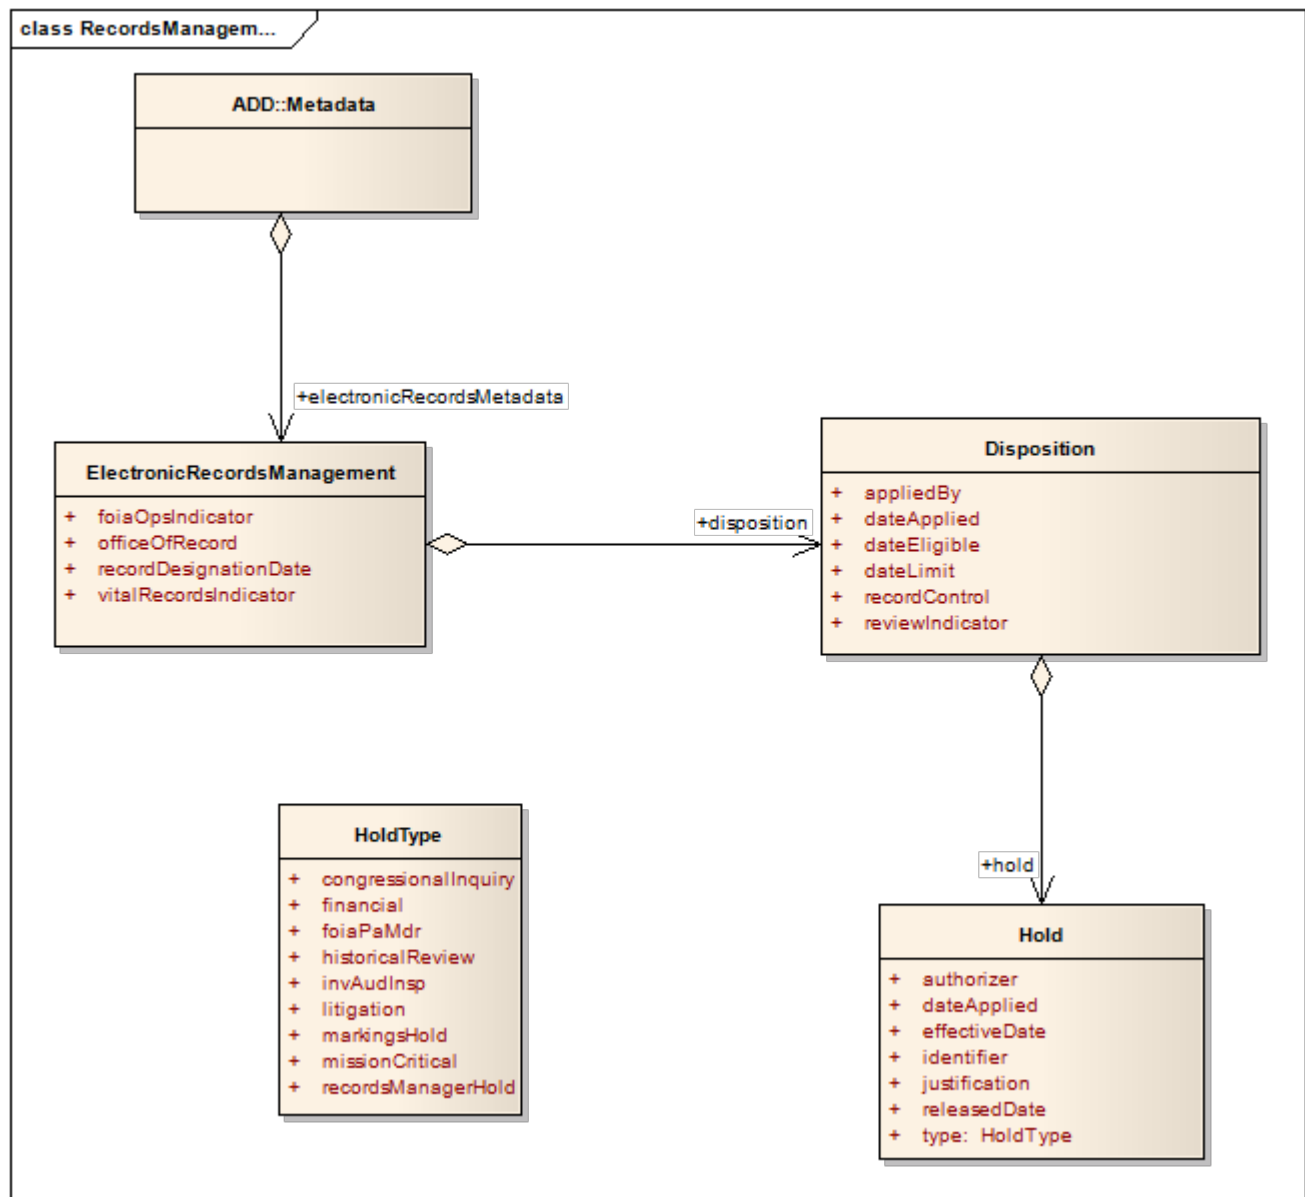 class RecordsManagem...
ADD::Metadata
+electronicRecordsMetadata
ElectronicRecordsManagement
+ foiaOpsIndicator
+ officeOfRecord
+ recordDesignationDate
+ vitalRecordsIndicator
+disposition
Disposition
+ appliedBy
+ dateApplied
+ dateEligible
+ dateLimit
+ recordControl
+ reviewIndicator
HoldType
+ congressionalInquiry
+ financial
+ foiaPaMdr
+ historicalReview
+ invAudInsp
+ litigation
+ markingsHold
+ missionCritical
+ recordsManagerHold
+hold
Hold
+ authorizer
+ dateApplied
+ effectiveDate
+ identifier
+ justification
+ releasedDate
+ type: HoldType